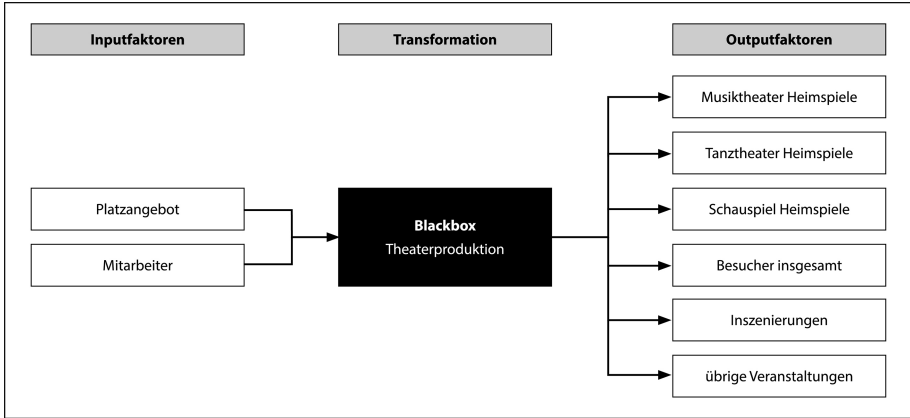 Inputfaktoren
Transformation
Outputfaktoren
Platzangebot
Mitarbeiter
Blackbox
Theaterproduktion
Musiktheater Heimspiele
Tanztheater Heimspiele
Schauspiel Heimspiele
Besucher insgesamt
Inszenierungen
übrige Veranstaltungen